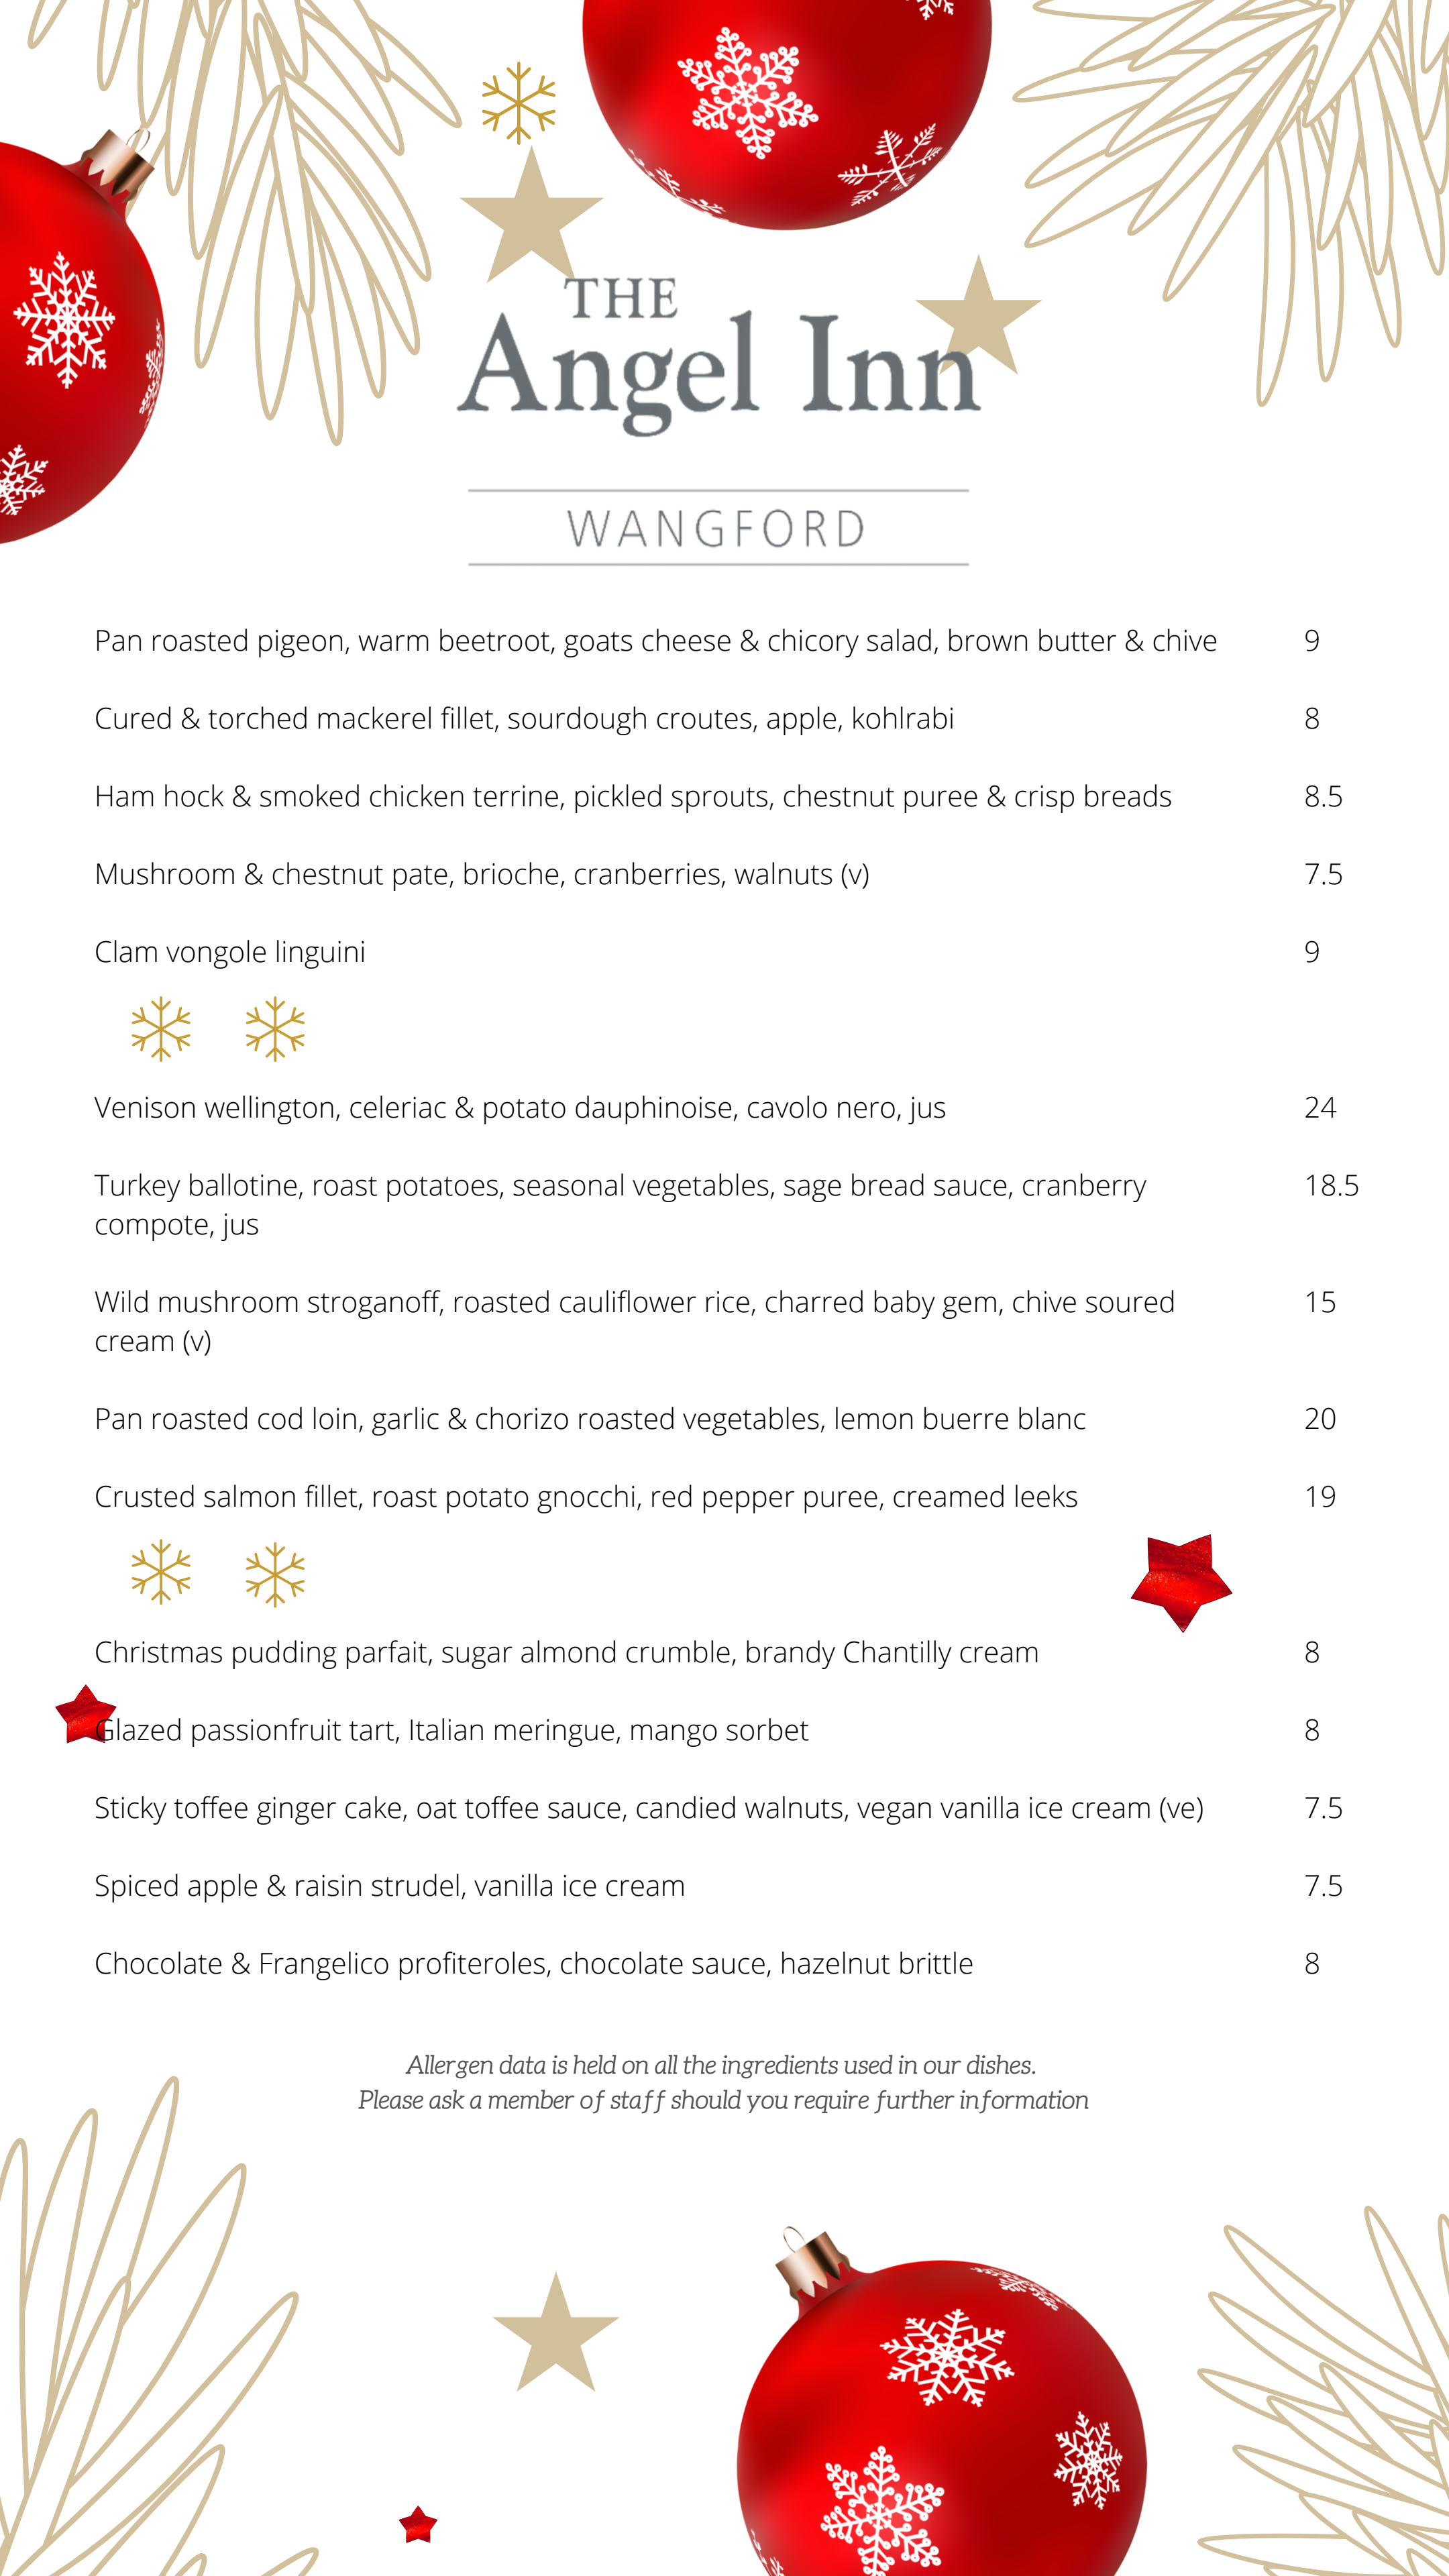 THE
Angel Inn
WANGFORD
Pan roasted pigeon, warm beetroot, goats cheese & chicory salad, brown butter & chive 9
Cured & torched mackerel fillet, sourdough croutes, apple, kohlrabi 8
Ham hock & smoked chicken terrine, pickled sprouts, chestnut puree & crisp breads 8.5
Mushroom & chestnut pate, brioche, cranberries, walnuts (v) 7.5
Clam vongole linguini 9
Venison wellington, celeriac & potato dauphinoise, cavolo nero, jus 24
Turkey ballotine, roast potatoes, seasonal vegetables, sage bread sauce, cranberry 18.5
compote, jus
Wild mushroom stroganoff, roasted cauliflower rice, charred baby gem, chive soured 15
cream (v)
Pan roasted cod loin, garlic & chorizo roasted vegetables, lemon buerre blanc 20
Crusted salmon fillet, roast potato gnocchi, red pepper puree, creamed leeks 19
Christmas pudding parfait, sugar almond crumble, brandy Chantilly cream 8
Glazed passionfruit tart, Italian meringue, mango sorbet 8
Sticky toffee ginger cake, oat toffee sauce, candied walnuts, vegan vanilla ice cream (ve) 7.5
Spiced apple & raisin strudel, vanilla ice cream 7.5
Chocolate & Frangelico profiteroles, chocolate sauce, hazelnut brittle 8
Allergen data is held on all the ingredients used in our dishes.
Please ask a member of staff should you require further information